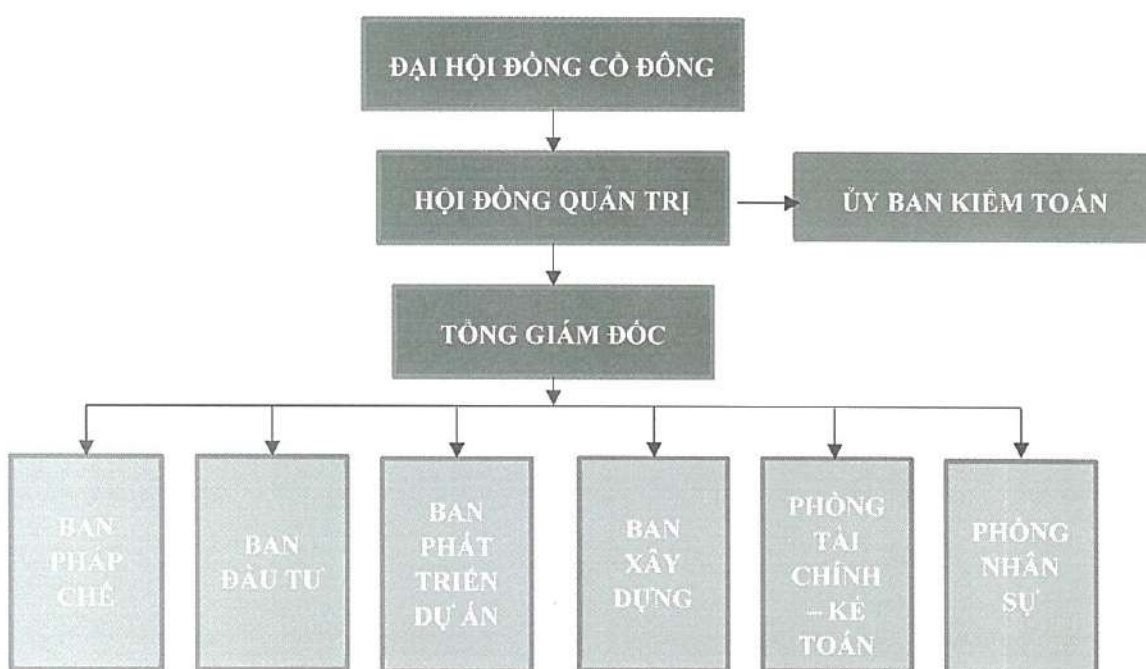 ĐẠI HỘI ĐỒNG CỔ ĐÔNG
HỘI ĐỒNG QUẢN TRỊ
ỦY BAN KIỂM TOÁN
TỔNG GIÁM ĐỐC
BAN
PHÁP
CHẾ
BAN
ĐẦU TƯ
BAN
PHÁT
TRIỂN
DỰ ÁN
BAN
XÂY
DỰNG
PHÒNG
TÀI
CHÍNH
– KẾ
TOÁN
PHÒNG
NHÂN
SỰ